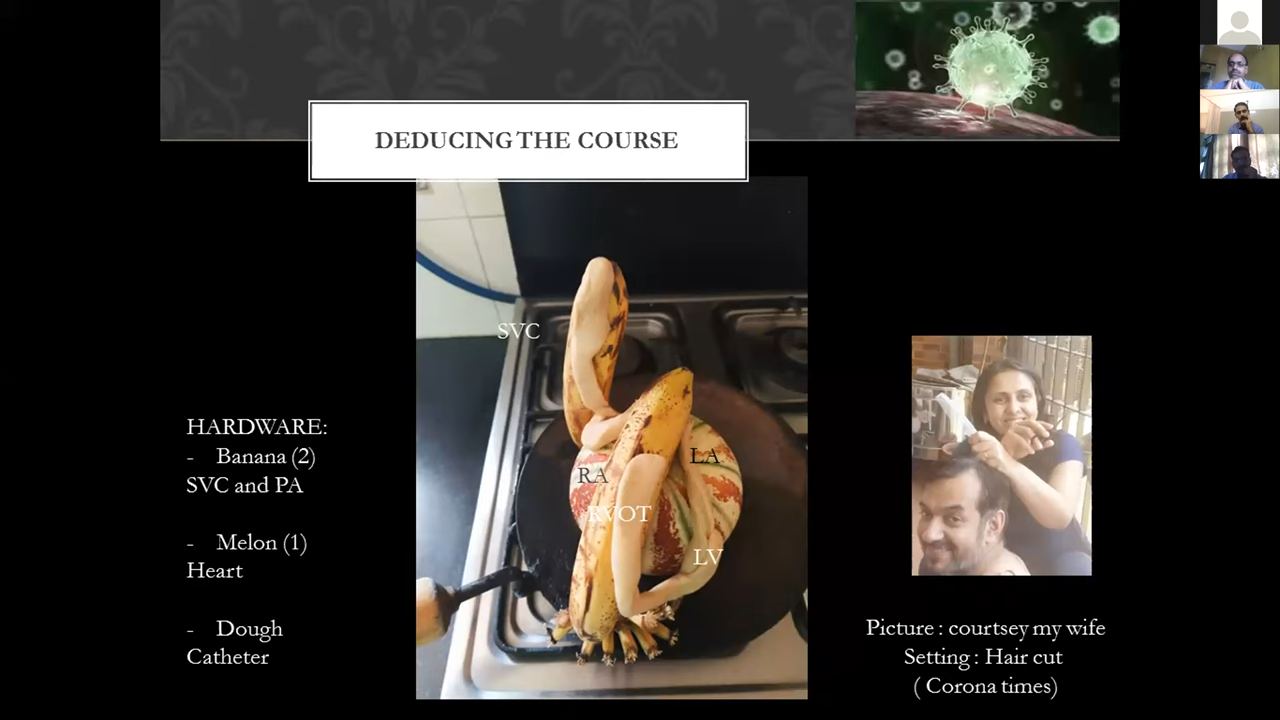 DEDUCING THE COURSE
SVC
LA
RA
RVOT
LV
HARDWARE:
- Banana (2)
SVC and PA
- Melon (1)
Heart
- Dough
Catheter
Picture : courtsey my wife
Setting : Hair cut
( Corona times)